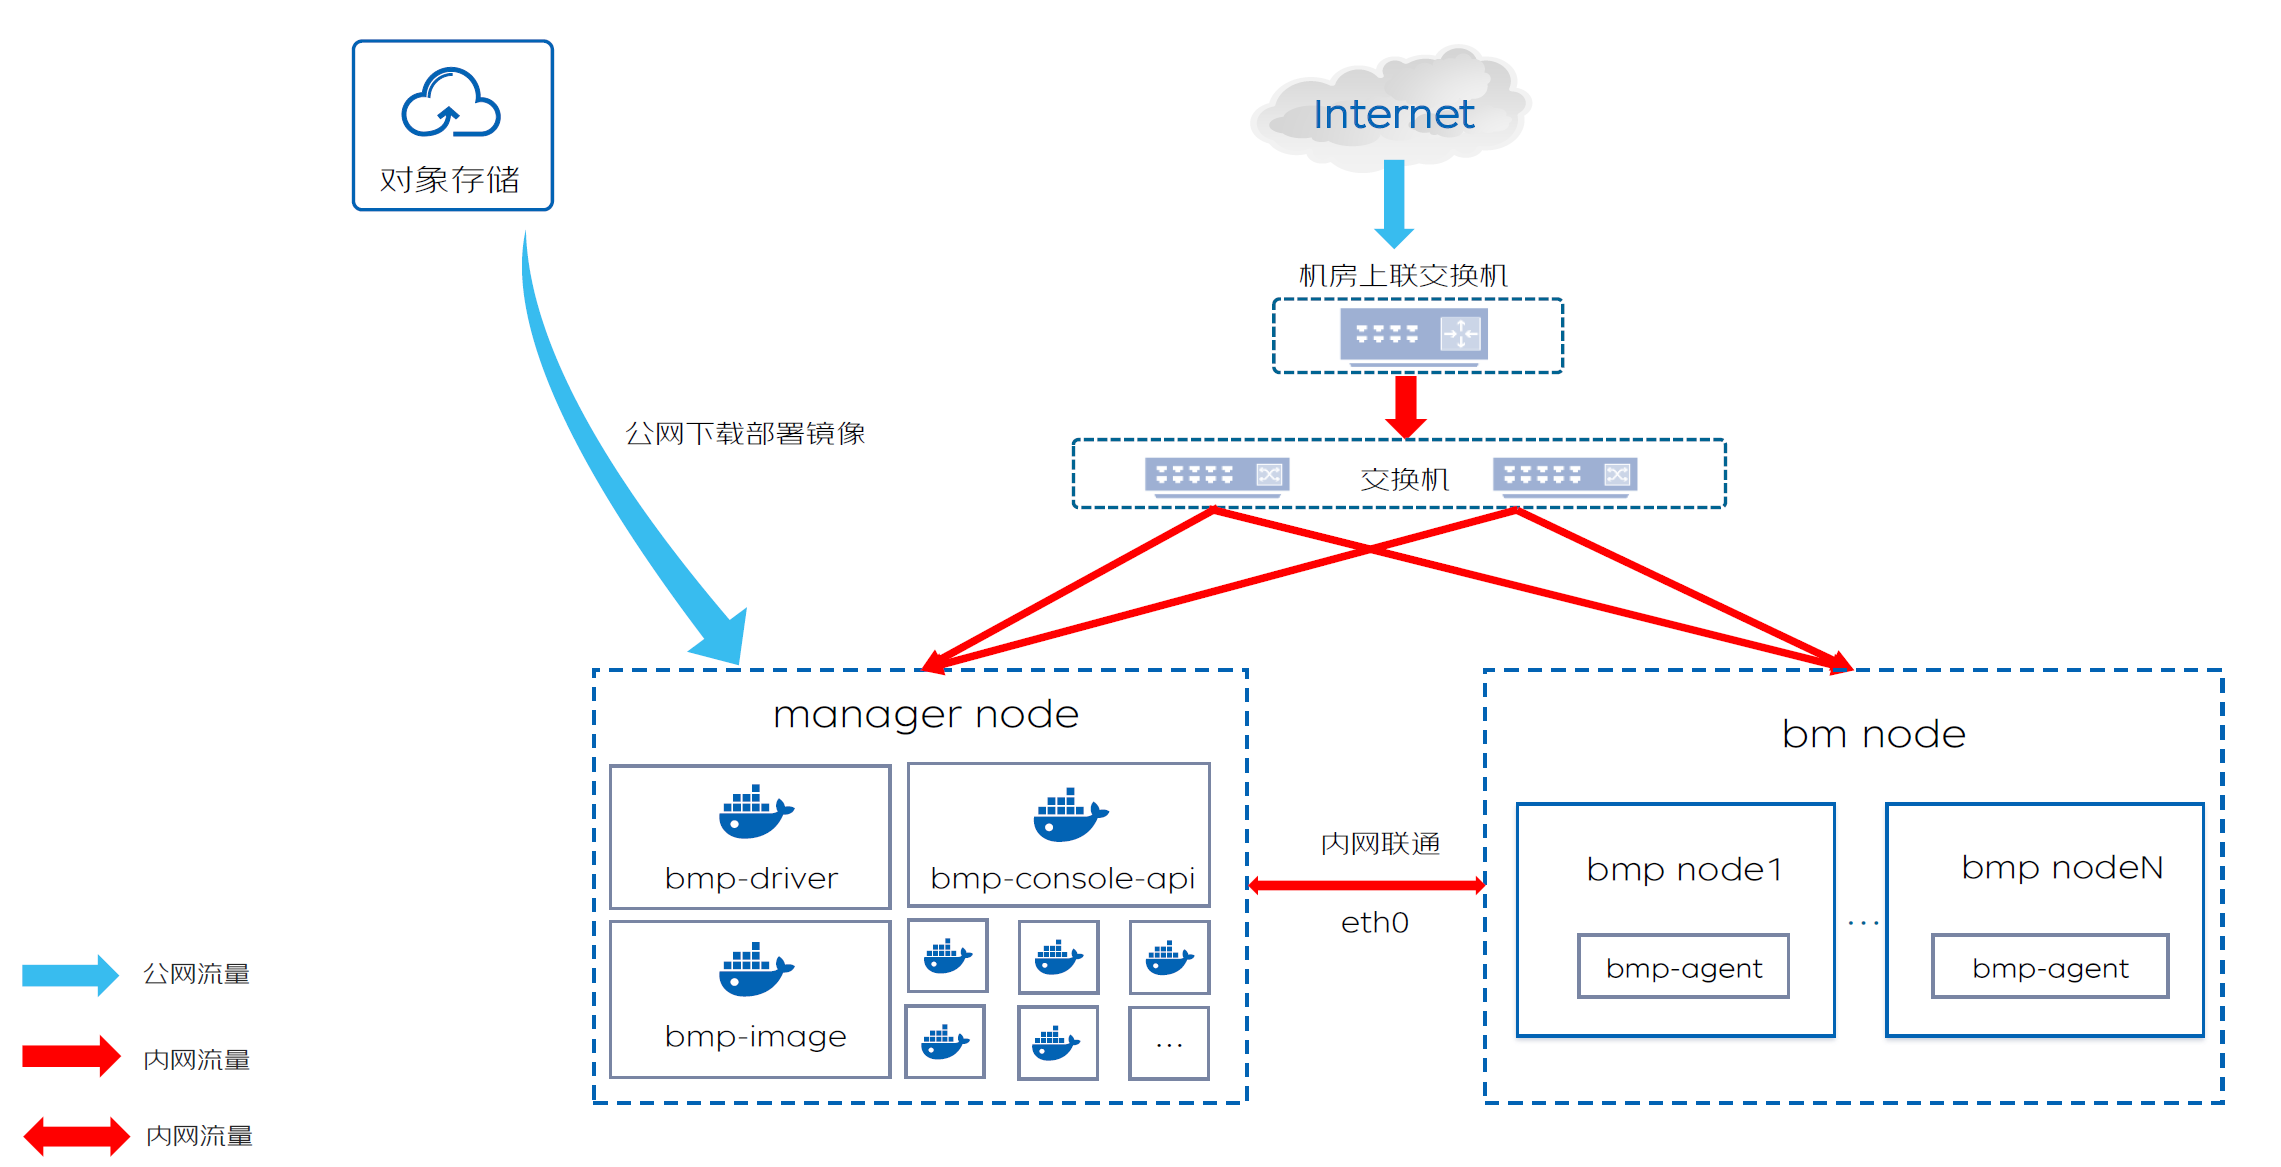 对象存储
Internet
机房上联交换机
公网下载部署镜像
交换机
manager node
bm node
bmp-driver
bmp-console-api
内网联通
eth0
bmp node1
bmp nodeN
...
bmp-image
...
bmp-agent
bmp-agent
公网流量
内网流量
内网流量